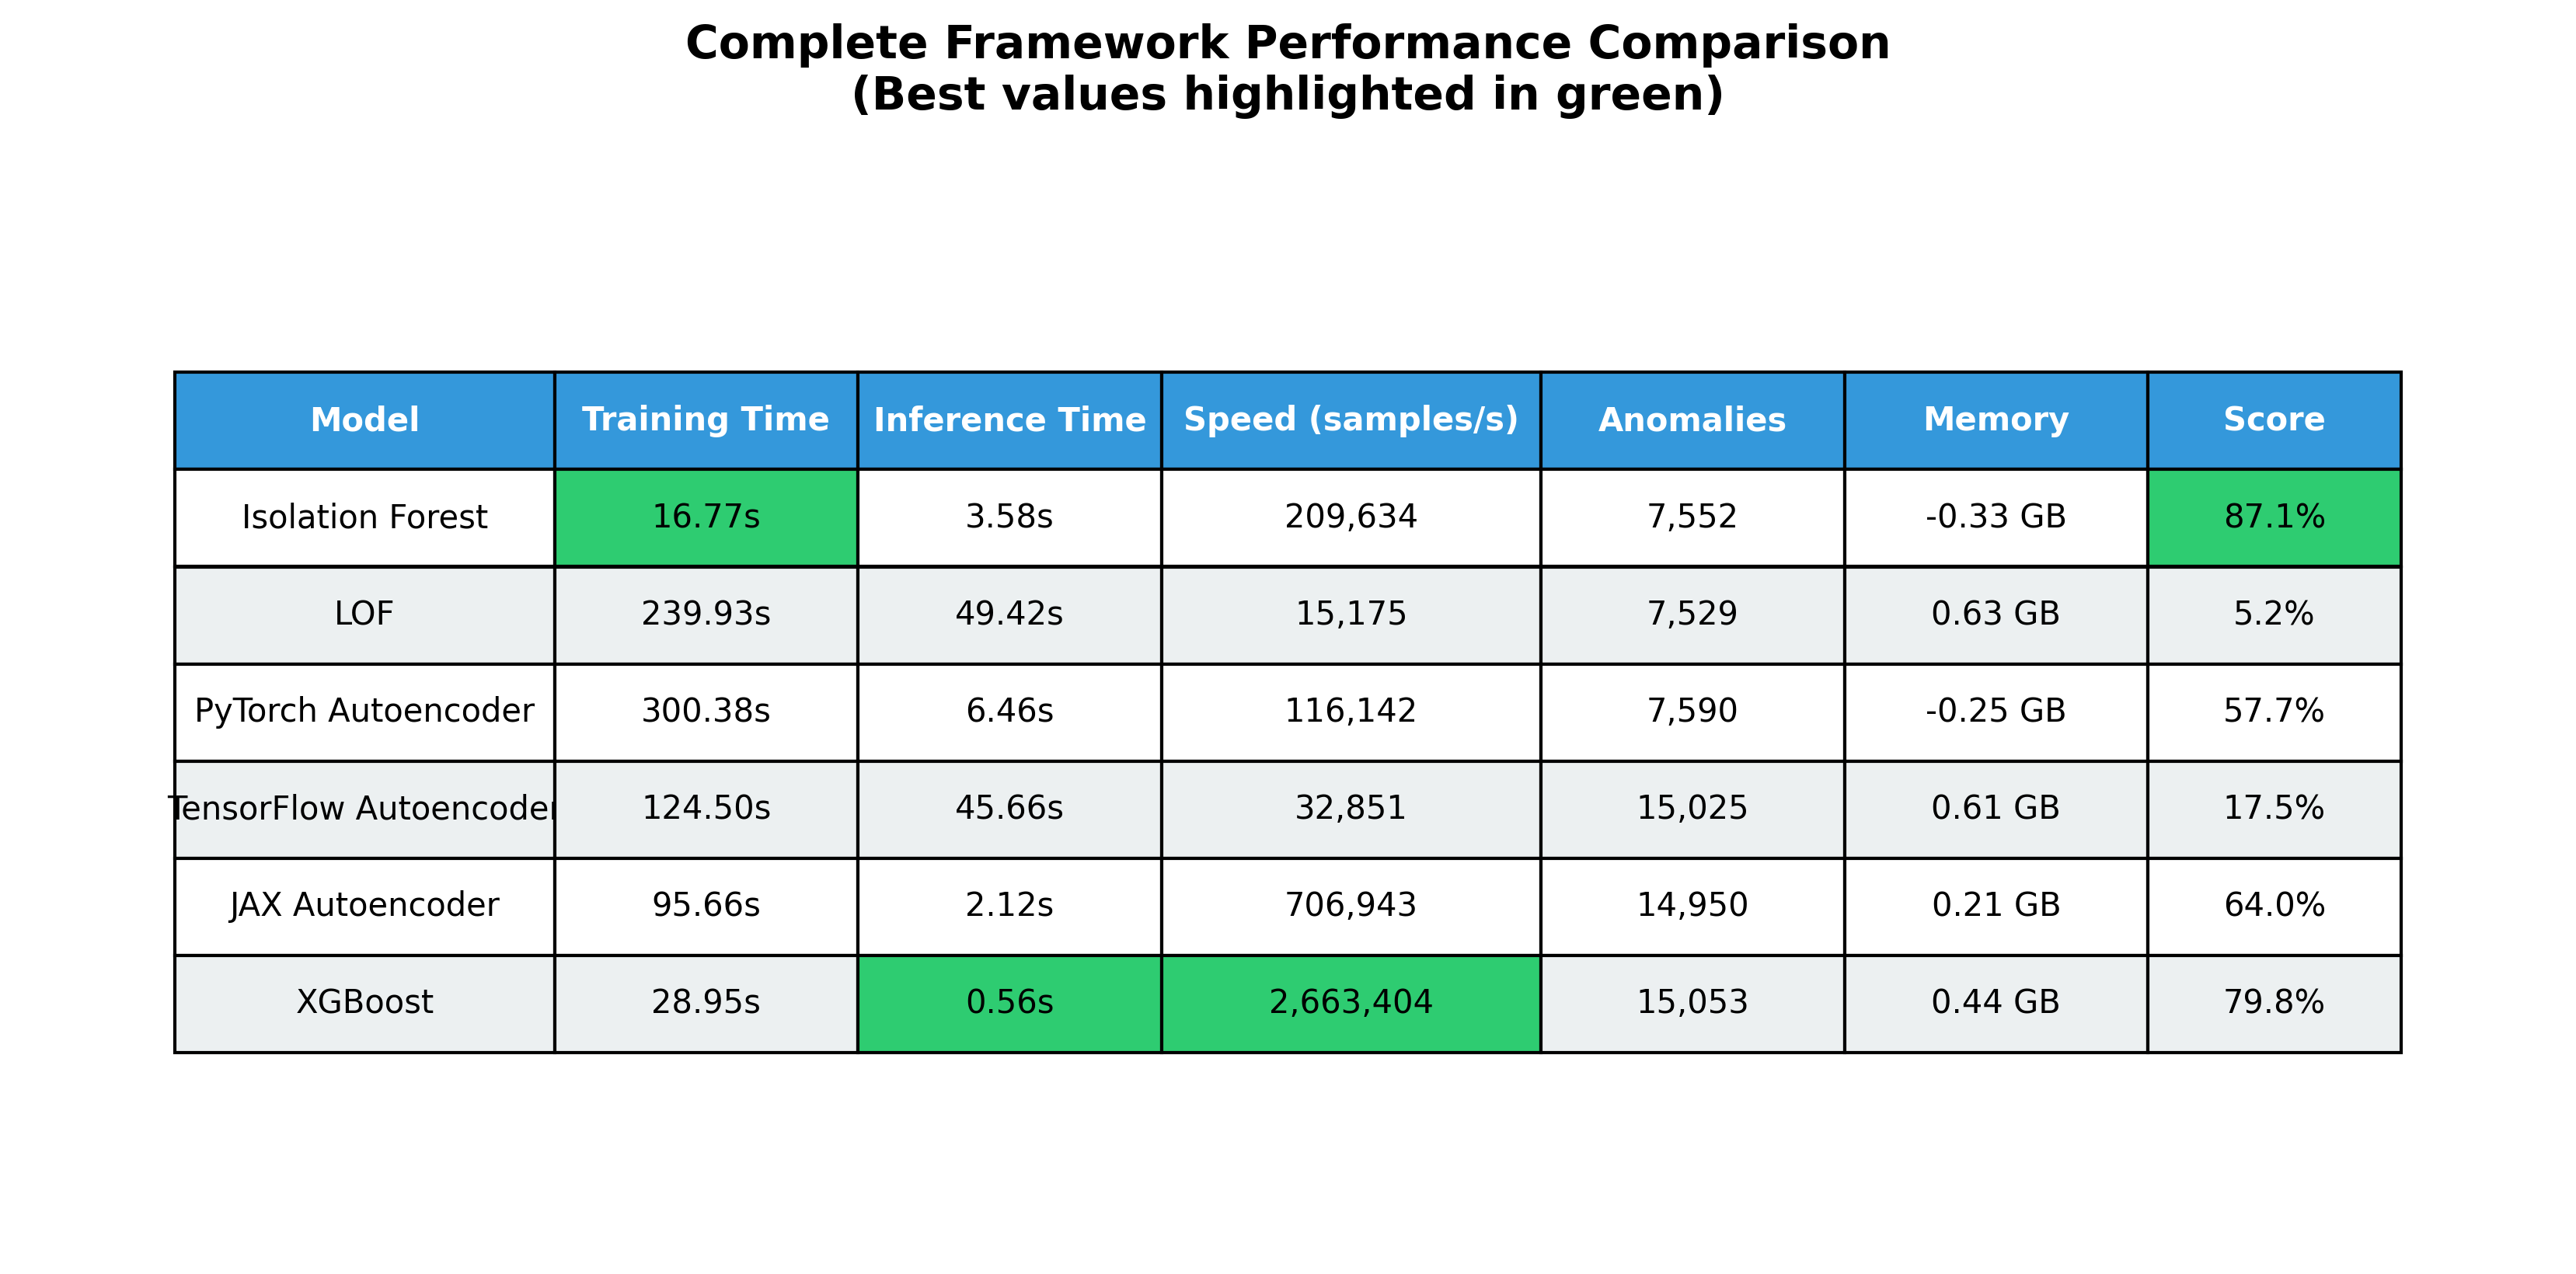 Complete Framework Performance Comparison
(Best values highlighted in green)
Model Training Time Inference Time Speed (samples/s) Anomalies Memory Score
Isolation Forest 16.77s 3.58s 209,634 7,552 -0.33 GB 87.1%
LOF 239.93s 49.42s 15,175 7,529 0.63 GB 5.2%
PyTorch Autoencoder 300.38s 6.46s 116,142 7,590 -0.25 GB 57.7%
TensorFlow Autoencoder 124.50s 45.66s 32,851 15,025 0.61 GB 17.5%
JAX Autoencoder 95.66s 2.12s 706,943 14,950 0.21 GB 64.0%
XGBoost 28.95s 0.56s 2,663,404 15,053 0.44 GB 79.8%